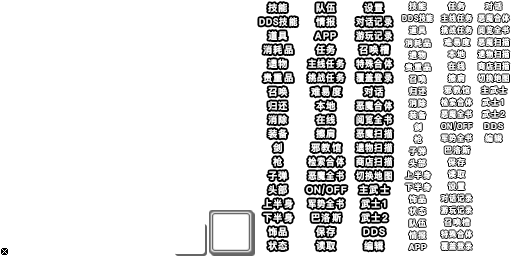 技能 队伍 设置
DDS技能 情报 对话记录
道具 APP 游玩记录
消耗品 任务 召唤槽
遗物 主线任务 特殊合体
贵重品 挑战任务 覆盖登录
召唤 难易度 对话
归还 本地 恶魔合体
消除 在线 阅览全书
装备 恶魔扫描
剑 邪教馆 遗物扫描
枪 检索合体 商店扫描
子弹 恶魔全书 切换地图
头部 ON/OFF 主武士
上半身 军势全书 武士1
下半身 巴洛斯 武士2
饰品 保存 DDS
状态 读取 编辑
技能 任务 对话
DDS技能 主线任务 恶魔合体
道具 挑战任务 阅览全书
消耗品 难易度 恶魔扫描
遗物 本地 遗物扫描
贵重品 在线 商店扫描
召唤 切换地图
归还 邪教馆 主武士
消除 检索合体 武士1
装备 恶魔全书 武士2
剑 ON/OFF DDS
枪 军势全书 编辑
子弹 巴洛斯
头部 保存
上半身 读取
下半身 设置
饰品 对话记录
状态 游玩记录
队伍 召唤槽
情报 特殊合体
APP 覆盖登录